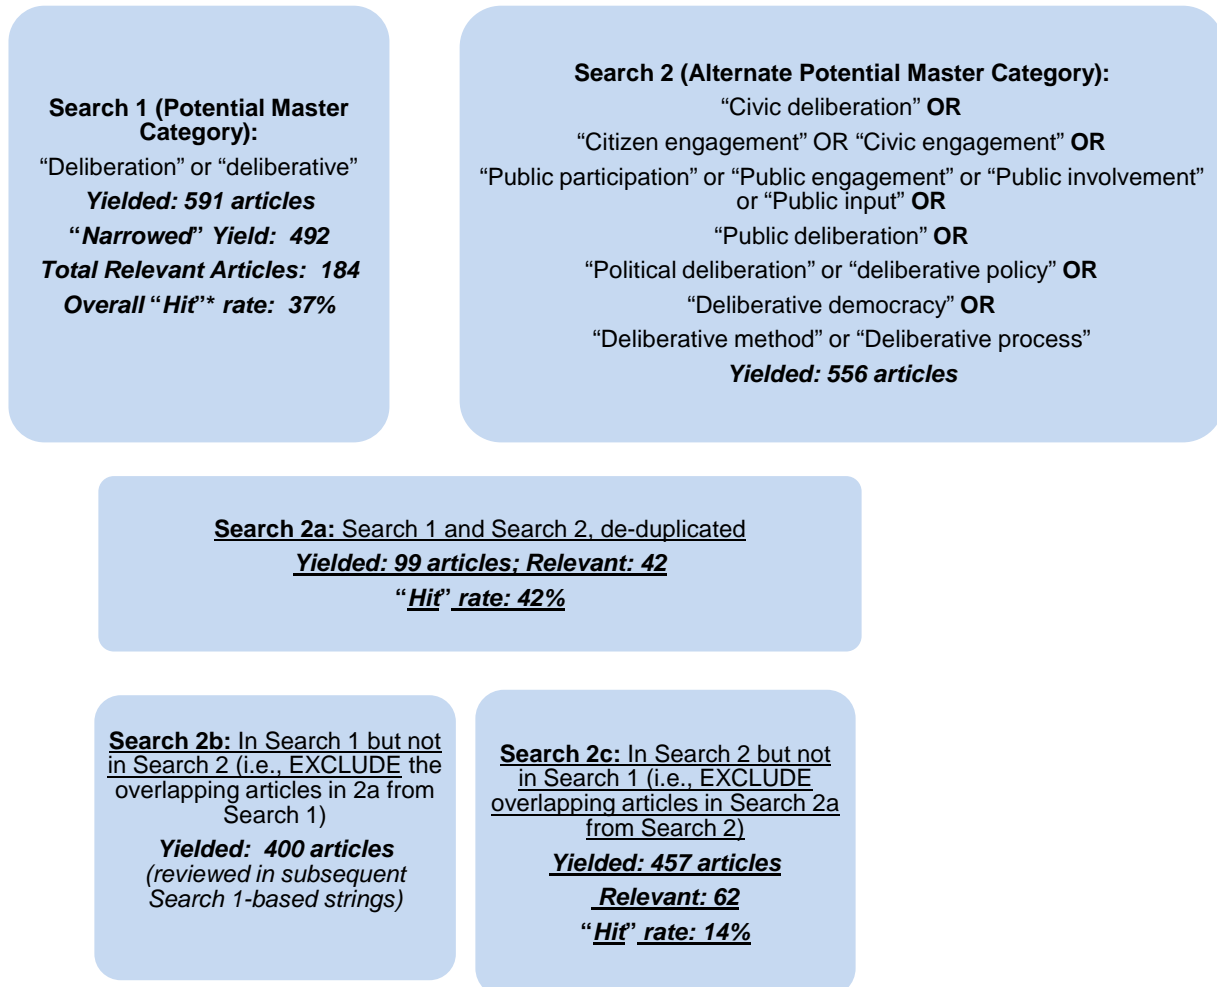 Search 1 (Potential Master
Category):
“Deliberation” or “deliberative”
Yielded: 591 articles
“Narrowed” Yield: 492
Total Relevant Articles: 184
Overall “Hit”* rate: 37%
Search 2 (Alternate Potential Master Category):
“Civic deliberation” OR
“Citizen engagement” OR “Civic engagement” OR
“Public participation” or “Public engagement” or “Public involvement”
or “Public input” OR
“Public deliberation” OR
“Political deliberation” or “deliberative policy” OR
“Deliberative democracy” OR
“Deliberative method” or “Deliberative process”
Yielded: 556 articles
Search 2a: Search 1 and Search 2, de-duplicated
Yielded: 99 articles; Relevant: 42
“Hit” rate: 42%
Search 2b: In Search 1 but not
in Search 2 (i.e., EXCLUDE the
overlapping articles in 2a from
Search 1)
Yielded: 400 articles
(reviewed in subsequent
Search 1-based strings)
Search 2c: In Search 2 but not
in Search 1 (i.e., EXCLUDE
overlapping articles in Search 2a
from Search 2)
Yielded: 457 articles
Relevant: 62
“Hit” rate: 14%